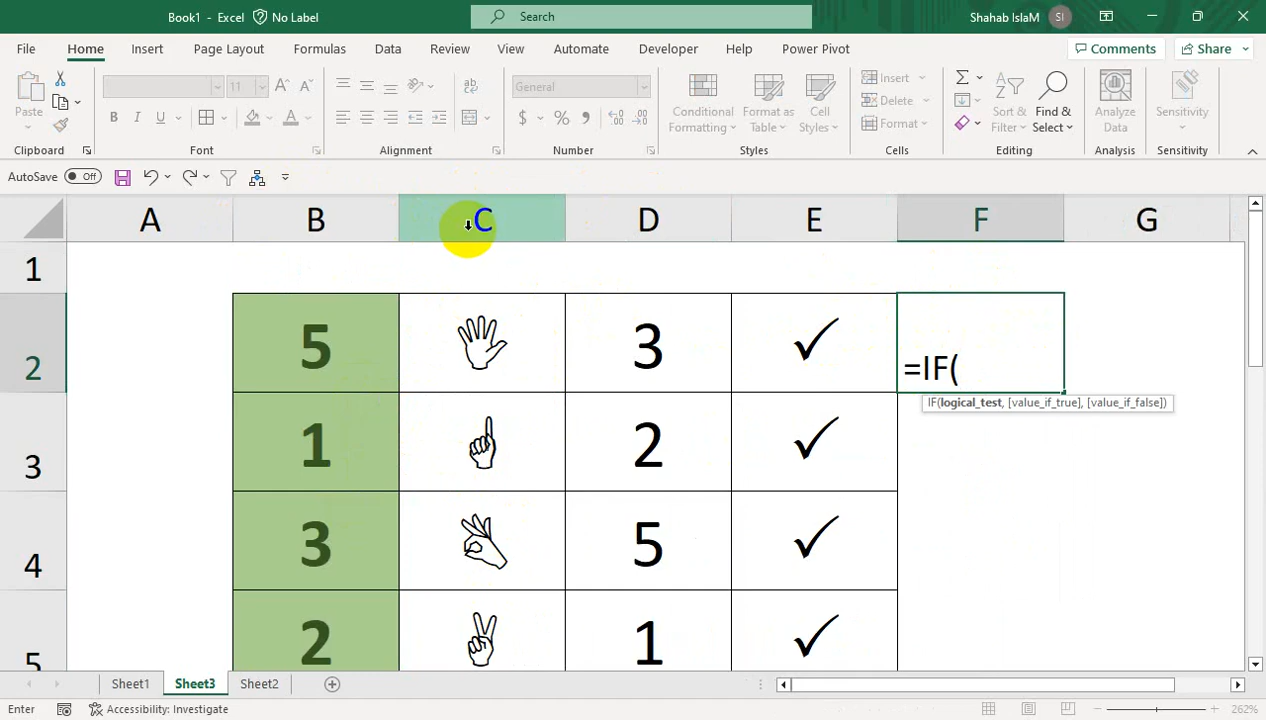 Book1 - Excel No Label Search Shahab IslaM SI
File Home Insert Page Layout Formulas Data Review View Automate Developer Help Power Pivot Comments Share
Paste 11 A A ab General Insert Conditional Formatting Format as Table Cell Styles Delete Sort & Filter Find & Select Analyze Data Sensitivity
B I U A $ % , Format
Clipboard Font Alignment Number Styles Cells Editing Analysis Sensitivity
AutoSave Off
A B C D E F G
1
2 5 3 ✓ =IF(
IF(logical_test, [value_if_true], [value_if_false])
3 1 2 ✓
4 3 5 ✓
5 2 1 ✓
Sheet1 Sheet3 Sheet2
Enter Accessibility: Investigate 262%